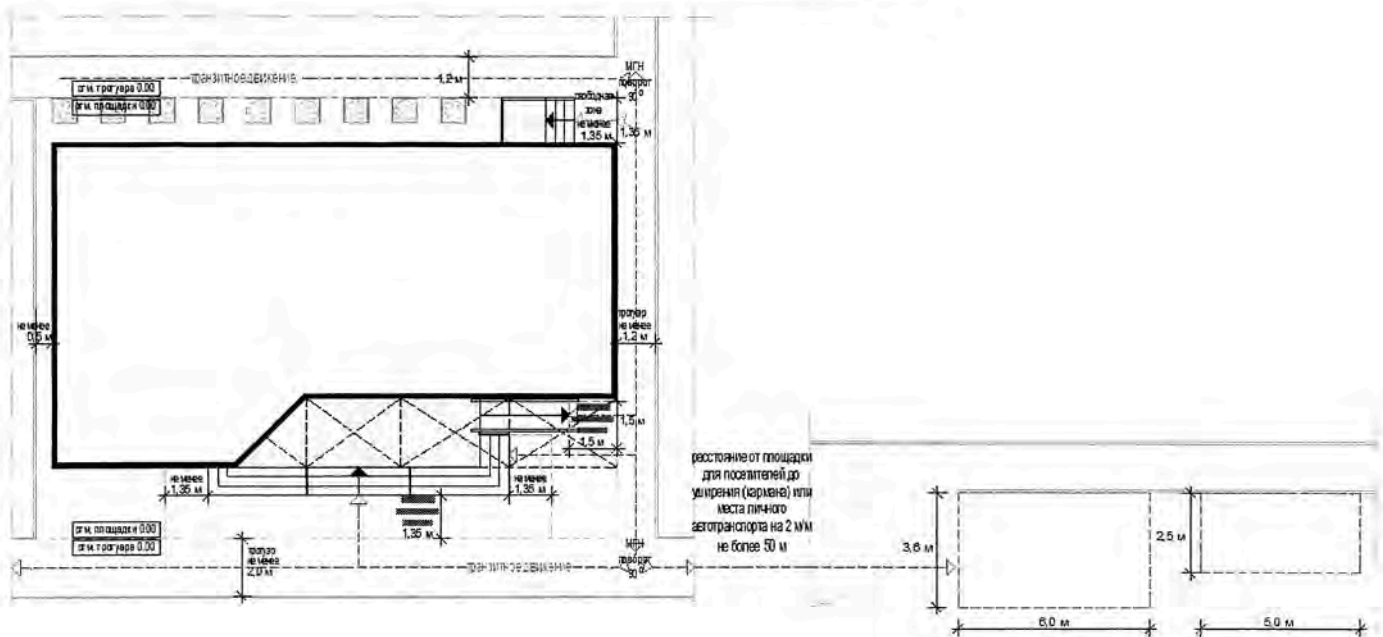 транзитное движение
1,2 м
МГН
поворот
90°
отм. тротуара 0.00
отм. площадки 0.00
свободная
зона
не менее
1,35 м
1,35 м
не менее
0,5 м
тротуар
не менее
1,2 м
1,5 м
1,5 м
не менее
1,35 м
не менее
1,35 м
1,35 м
отм. площадки 0.00
отм. тротуара 0.00
тротуар
не менее
2,0 м
транзитное движение
МГН
поворот
90°
расстояние от площадки
для посетителей до
уширения (кармана) или
места личного
автотранспорта на 2 м/м
не более 50 м
3,6 м
6,0 м
2,5 м
5,0 м